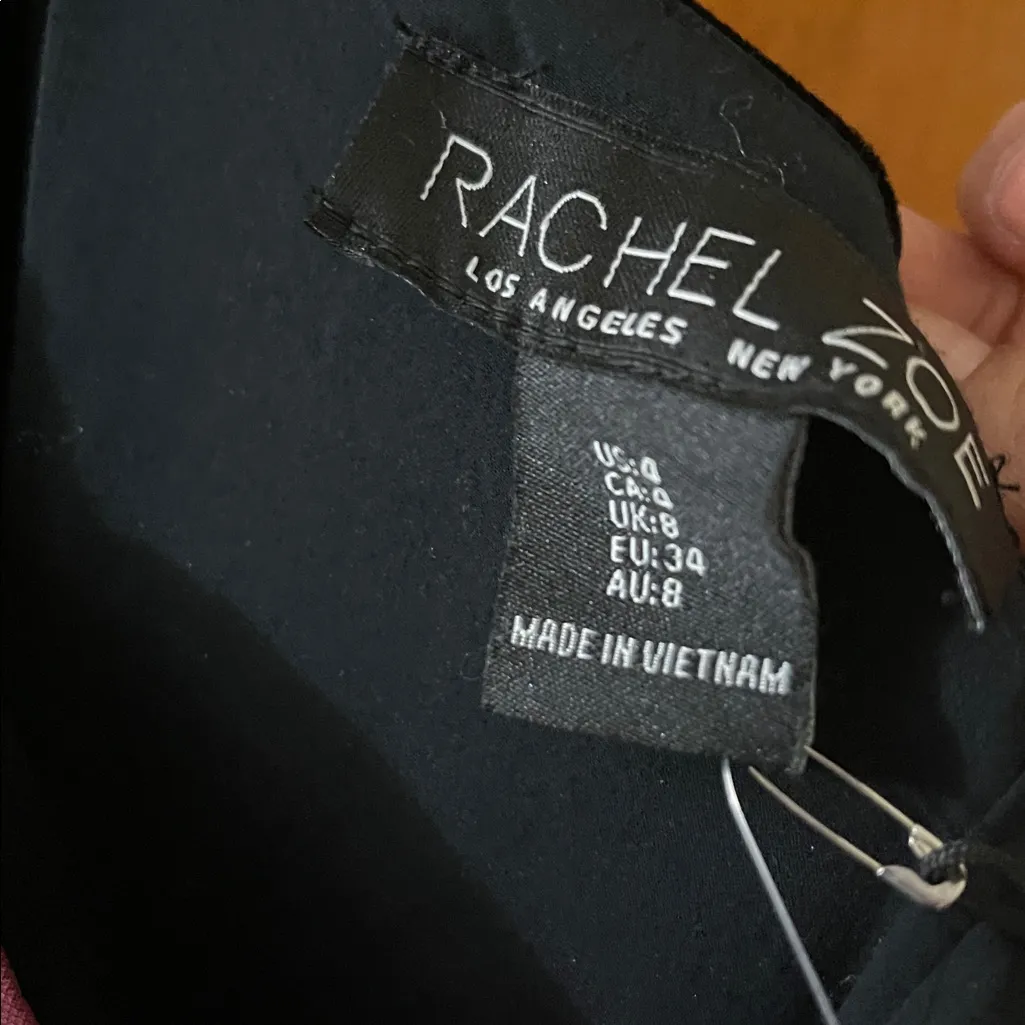 RACHEL ZOE
LOS ANGELES NEW YORK
US:4
CA:4
UK:8
EU:34
AU:8
MADE IN VIETNAM